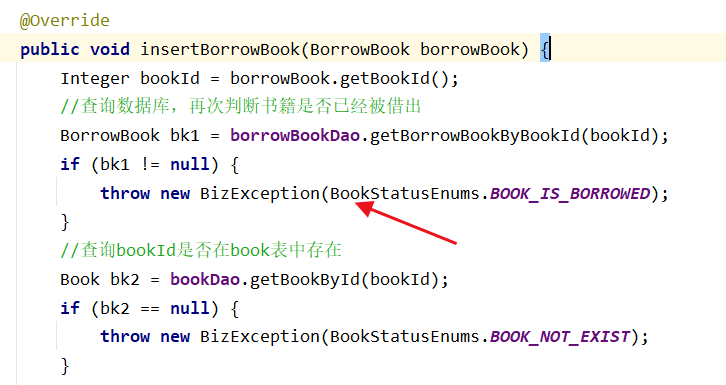 @Override
public void insertBorrowBook(BorrowBook borrowBook) {
Integer bookId = borrowBook.getBookId();
//查询数据库，再次判断书籍是否已经被借出
BorrowBook bk1 = borrowBookDao.getBorrowBookByBookId(bookId);
if (bk1 != null) {
throw new BizException(BookStatusEnums.BOOK_IS_BORROWED);
}
//查询bookId是否在book表中存在
Book bk2 = bookDao.getBookById(bookId);
if (bk2 == null) {
throw new BizException(BookStatusEnums.BOOK_NOT_EXIST);
}